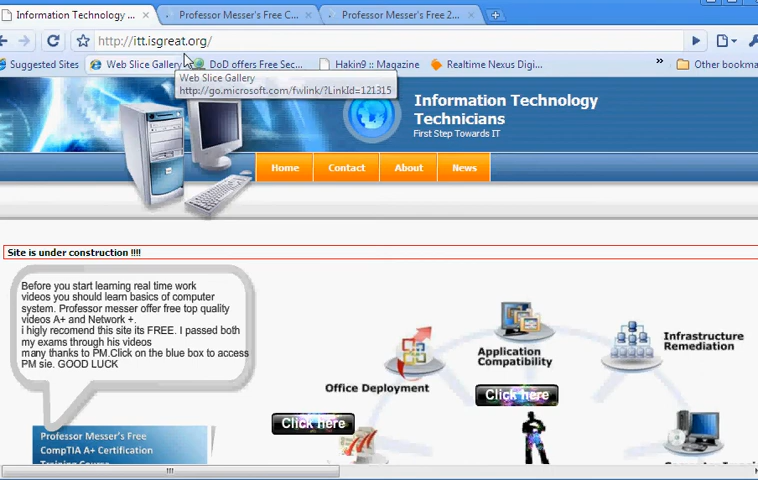 Information Technology ...
Professor Messer's Free C...
Professor Messer's Free 2...
http://itt.isgreat.org/
Suggested Sites
Web Slice Gallery
DoD offers Free Sec...
Hakin9 :: Magazine
Realtime Nexus Digi...
»
Other bookma
Web Slice Gallery
http://go.microsoft.com/fwlink/?LinkId=121315
Information Technology
Technicians
First Step Towards IT
Home
Contact
About
News
Site is under construction !!!!
Before you start learning real time work
videos you should learn basics of computer
system. Professor messer offer free top quality
videos A+ and Network +.
i higly recomend this site its FREE. I passed both
my exams through his videos
many thanks to PM.Click on the blue box to access
PM sie. GOOD LUCK
Application
Compatibility
Infrastructure
Remediation
Office Deployment
Click here
Click here
Professor Messer's Free
CompTIA A+ Certification
Training Course